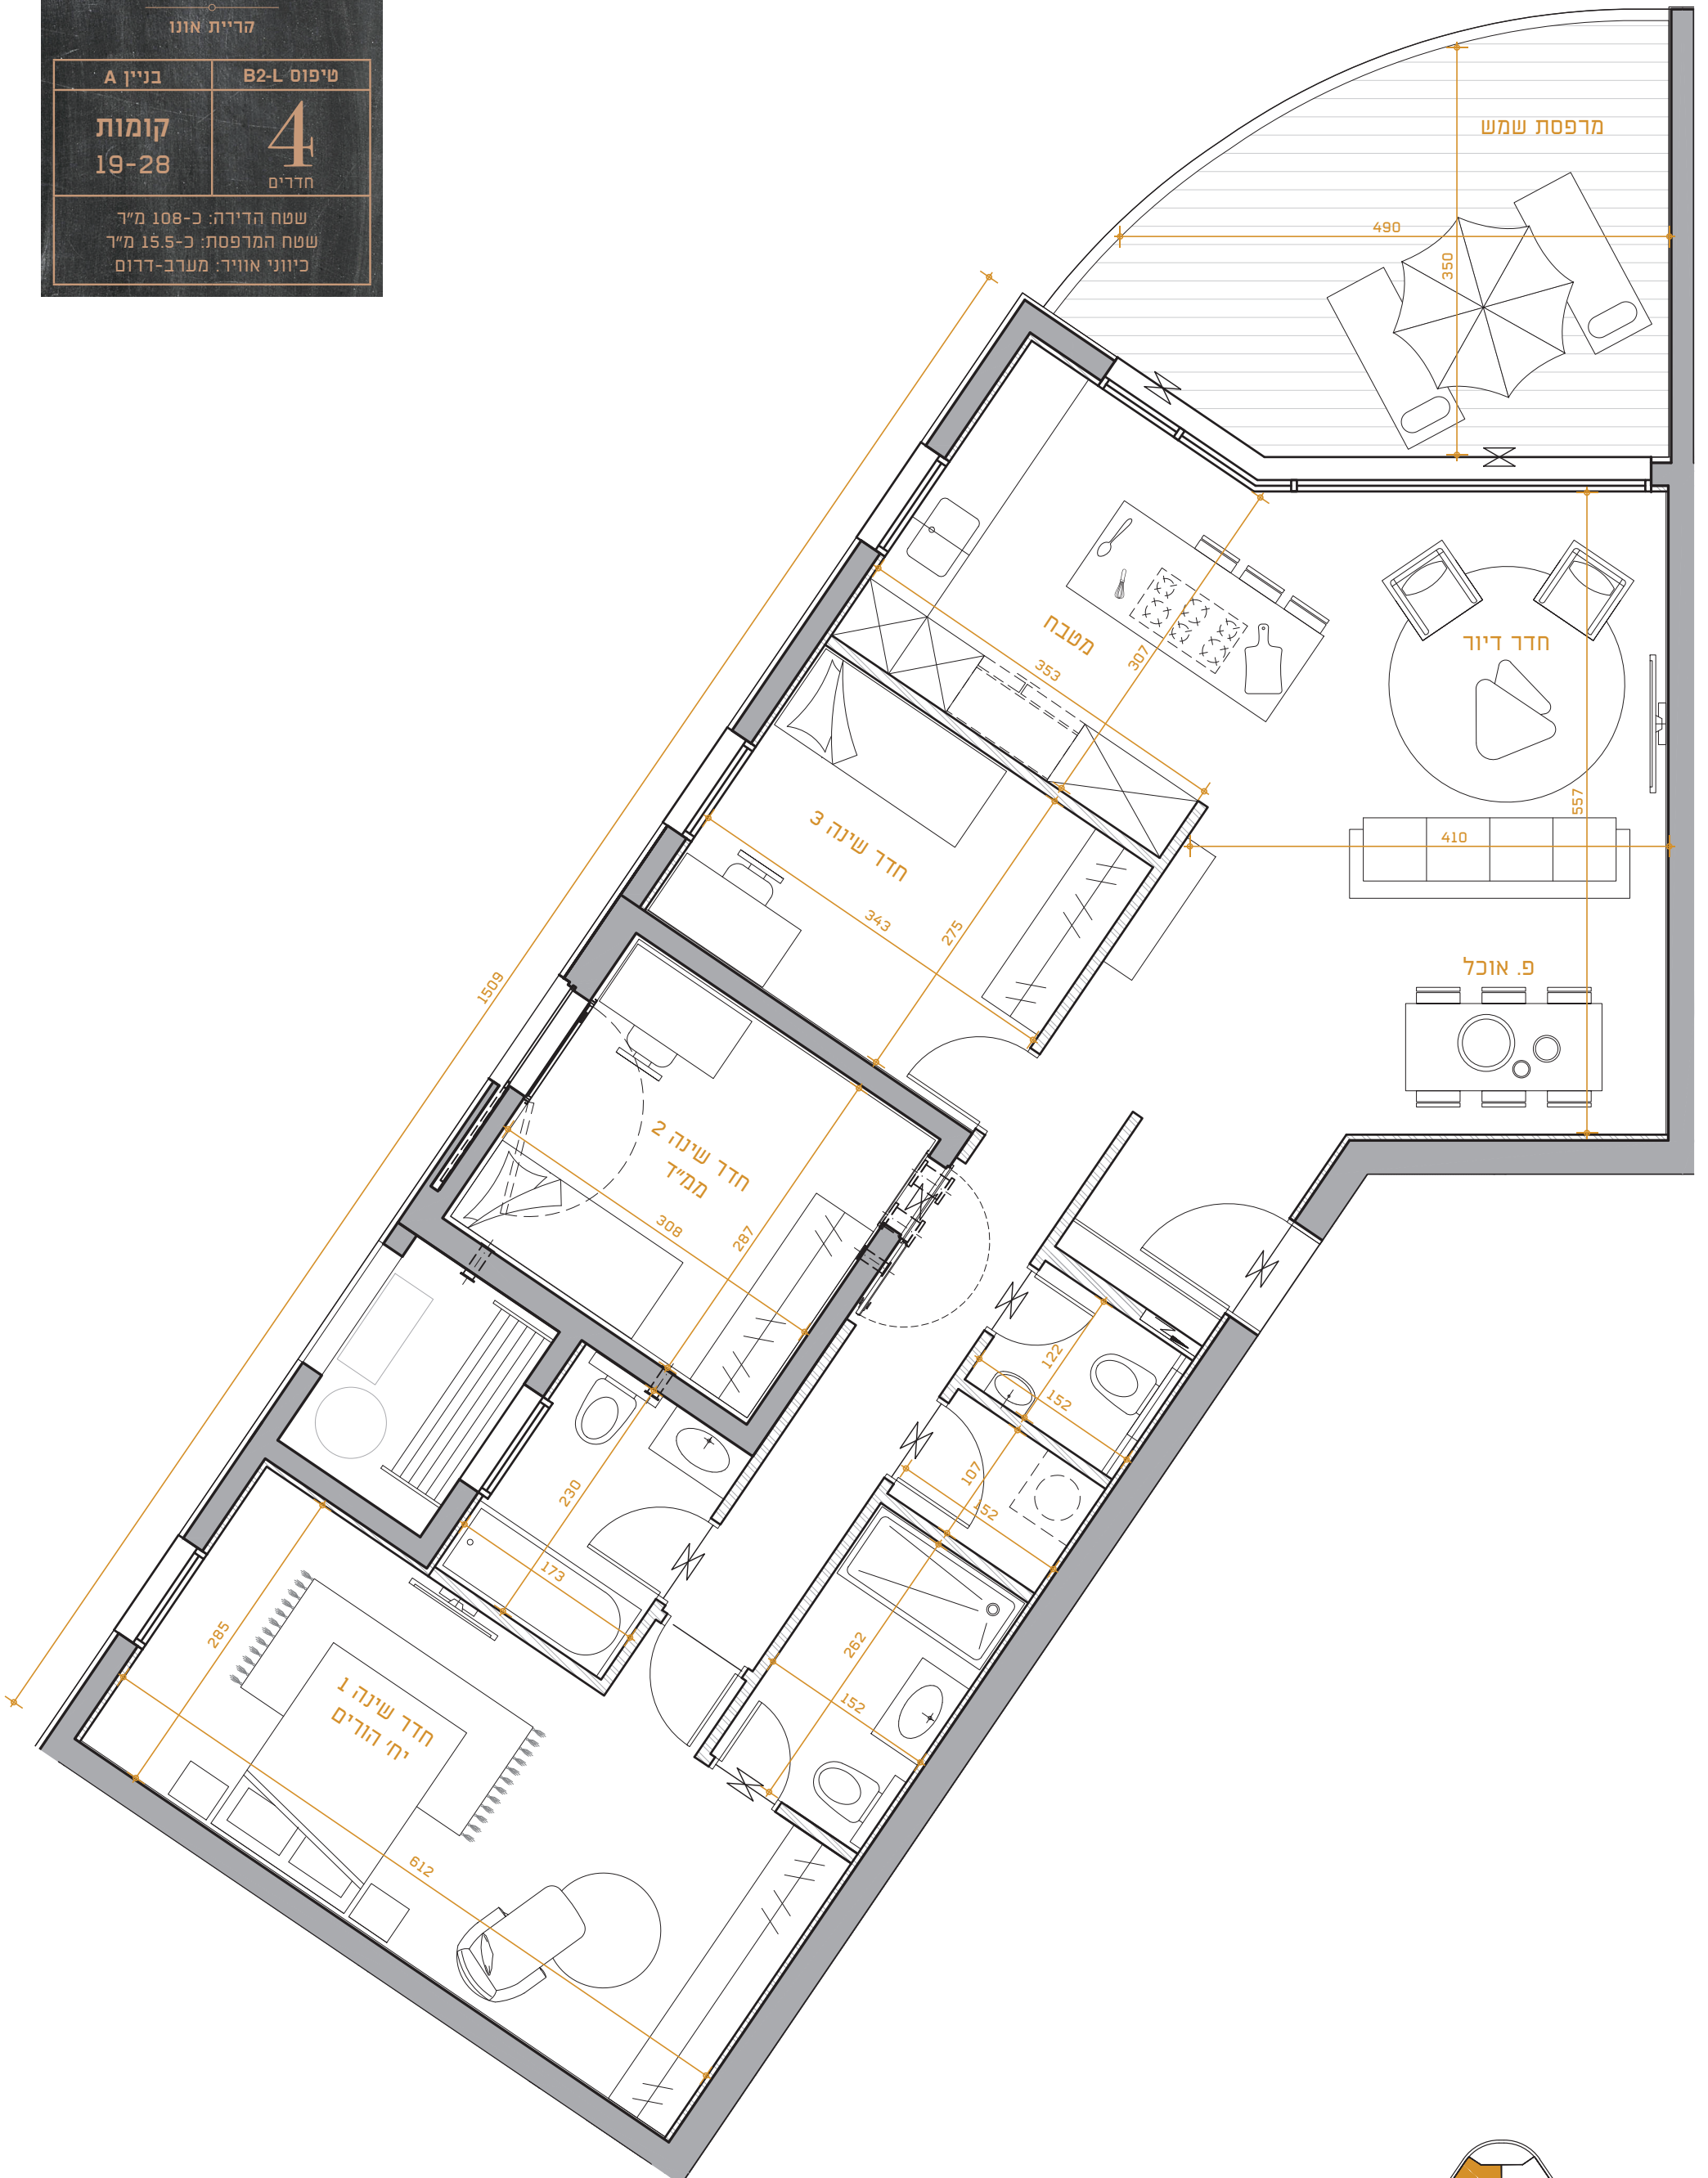 קריית אונו
טיפוס B2-L
בניין A
4
חדרים
קומות
19-28
שטח הדירה: כ-108 מ״ר
שטח המרפסת: כ-15.5 מ״ר
כיווני אוויר: מערב-דרום
מרפסת שמש
490
350
מטבח
353
307
חדר דיור
557
410
פ. אוכל
חדר שינה 3
343
275
1509
חדר שינה 2
ממ״ד
308
287
122
152
107
152
230
173
262
152
285
חדר שינה 1
יח׳ הורים
612